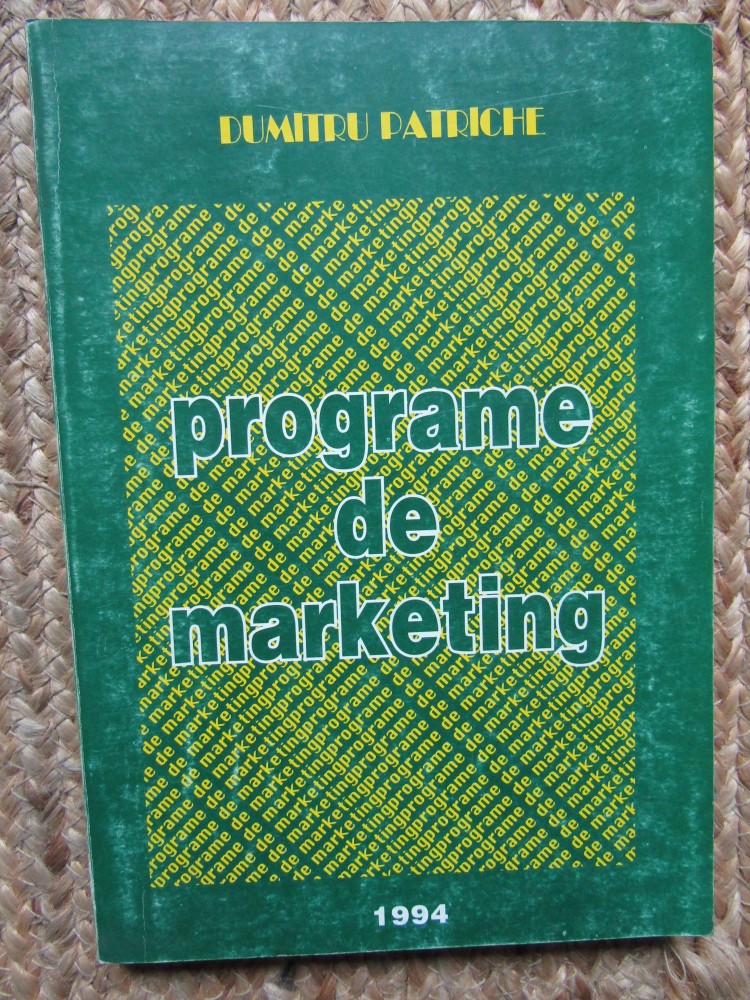 DUMITRU PATRICHE
programe
de
marketing
1994